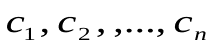 c₁, c₂, ,..., cₙ